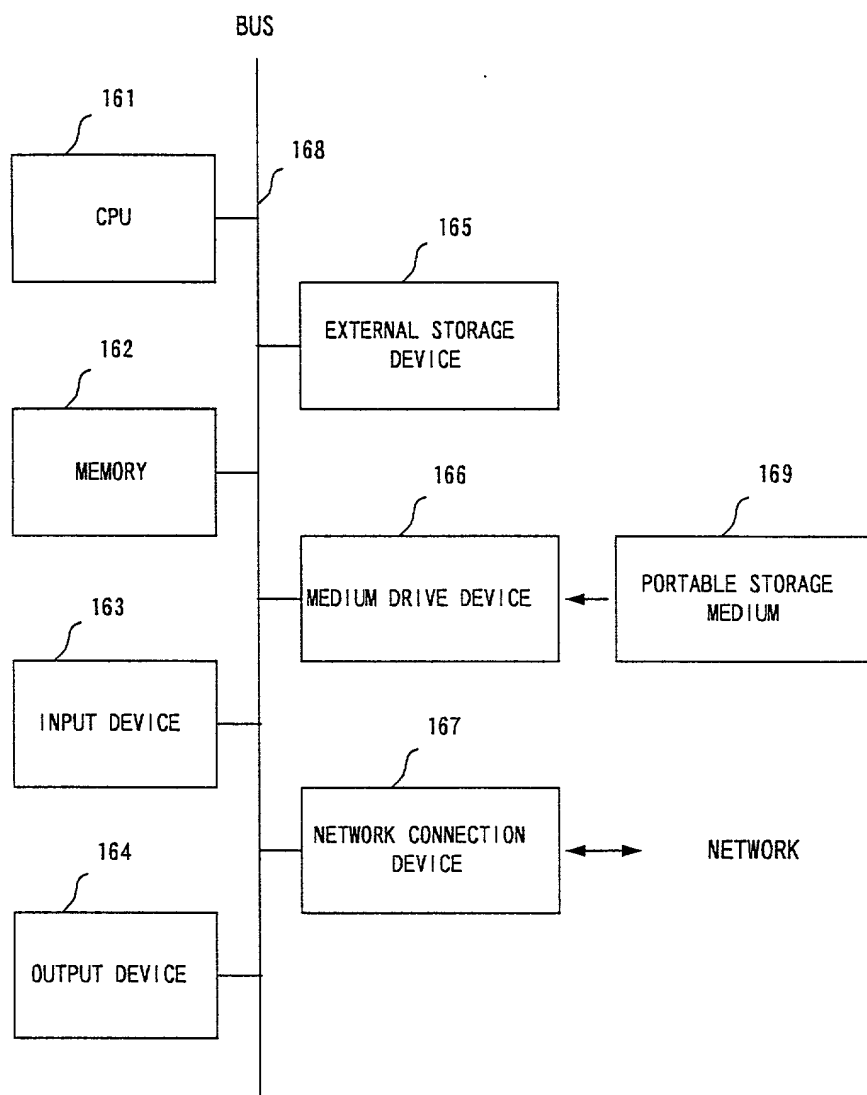 BUS
161
168
CPU
165
EXTERNAL STORAGE
DEVICE
162
MEMORY
166
169
MEDIUM DRIVE DEVICE
PORTABLE STORAGE
MEDIUM
163
INPUT DEVICE
167
NETWORK CONNECTION
DEVICE
NETWORK
164
OUTPUT DEVICE